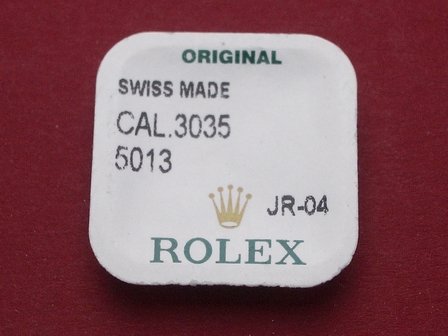 ORIGINAL
SWISS MADE
CAL.3035
5013
JR-04
ROLEX